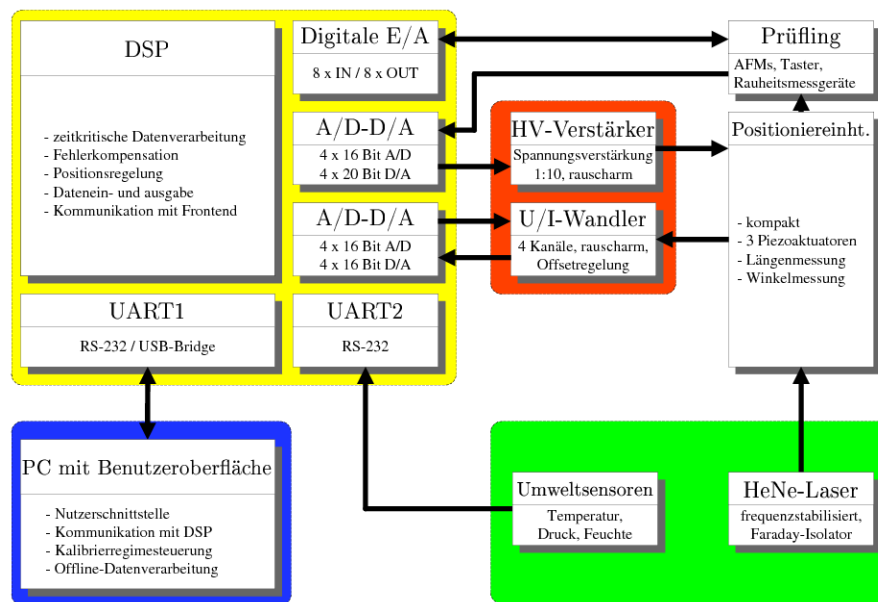 DSP
- zeitkritische Datenverarbeitung
- Fehlerkompensation
- Positionsregelung
- Datenein- und ausgabe
- Kommunikation mit Frontend
Digitale E/A
8 x IN / 8 x OUT
A/D-D/A
4 x 16 Bit A/D
4 x 20 Bit D/A
A/D-D/A
4 x 16 Bit A/D
4 x 16 Bit D/A
UART1
RS-232 / USB-Bridge
UART2
RS-232
HV-Verstärker
Spannungsverstärkung
1:10, rauscharm
U/I-Wandler
4 Kanäle, rauscharm,
Offsetregelung
Prüfling
AFMs, Taster,
Rauheitsmessgeräte
Positioniereinht.
- kompakt
- 3 Piezoaktuatoren
- Längenmessung
- Winkelmessung
PC mit Benutzeroberfläche
- Nutzerschnittstelle
- Kommunikation mit DSP
- Kalibrierregimesteuerung
- Offline-Datenverarbeitung
Umweltsensoren
Temperatur,
Druck, Feuchte
HeNe-Laser
frequenzstabilisiert,
Faraday-Isolator